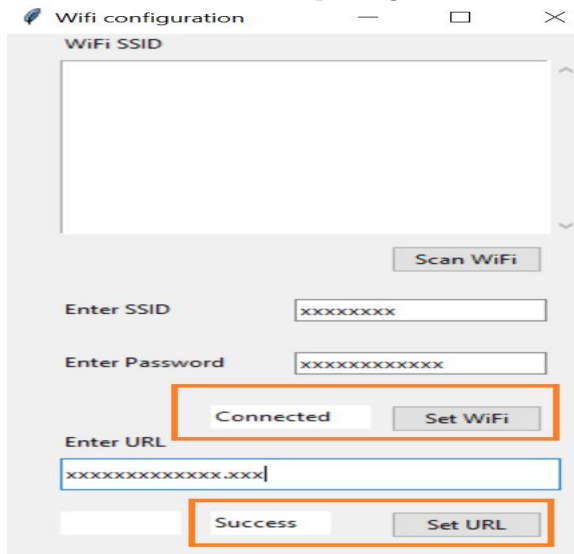 Wifi configuration
WiFi SSID
Scan WiFi
Enter SSID xxxxxxxx
Enter Password xxxxxxxxxxxx
Connected Set WiFi
Enter URL
xxxxxxxxxxxxx.xxx
Success Set URL